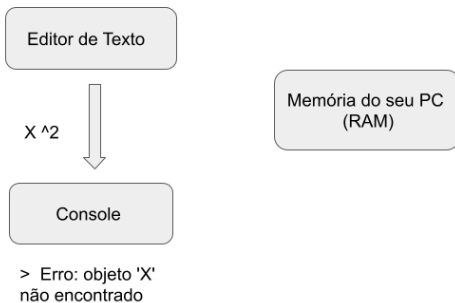 Editor de Texto
Memória do seu PC
(RAM)
X ^2
Console
> Erro: objeto 'X'
não encontrado